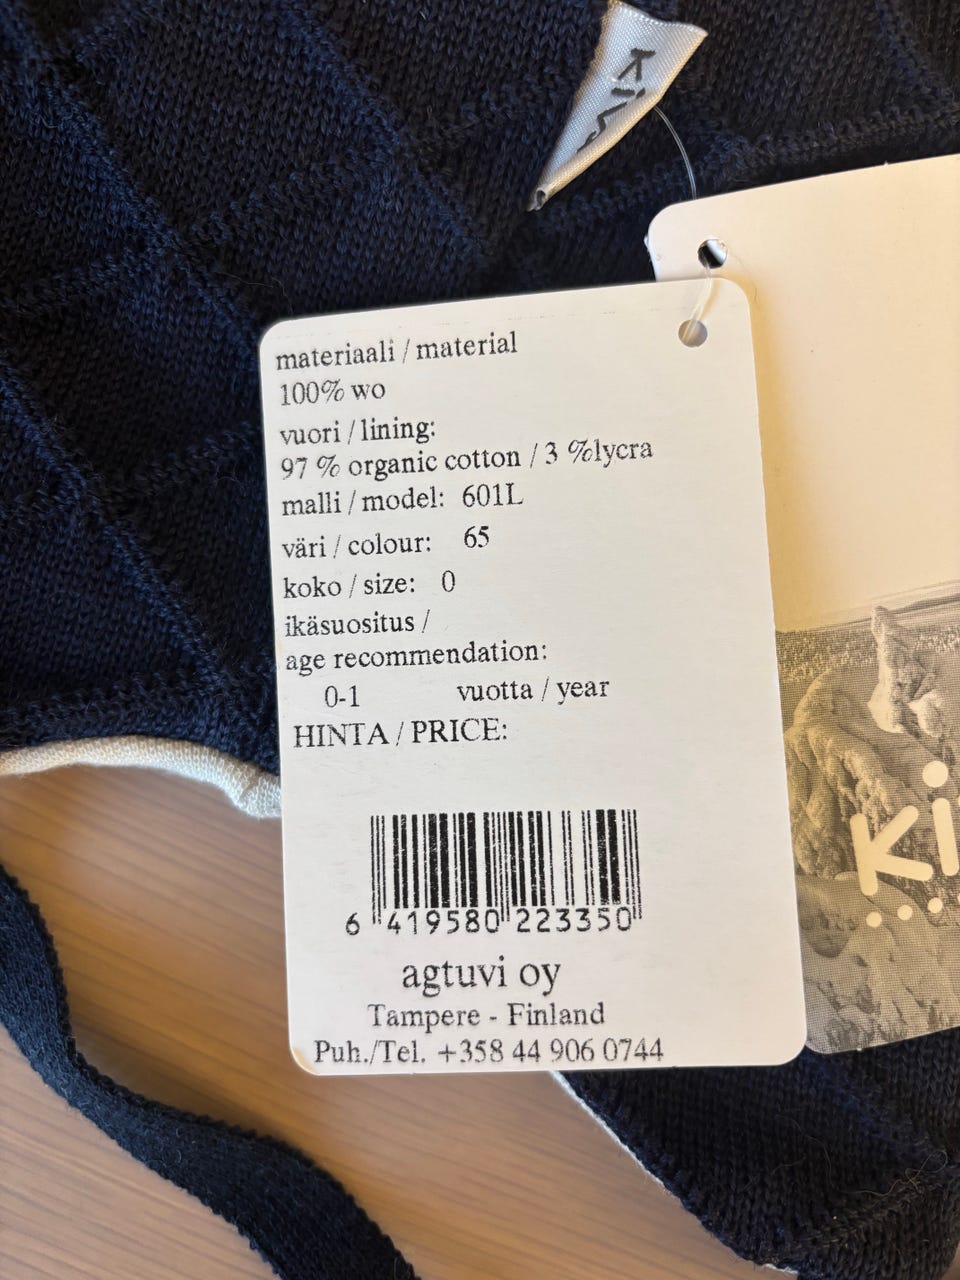 materiaali / material
100% wo
vuori / lining:
97 % organic cotton / 3 %lycra
malli / model: 601L
väri / colour: 65
koko / size: 0
ikäsuositus /
age recommendation:
0-1 vuotta / year
HINTA / PRICE:
6 419580 223350
agtuvi oy
Tampere - Finland
Puh./Tel. +358 44 906 0744